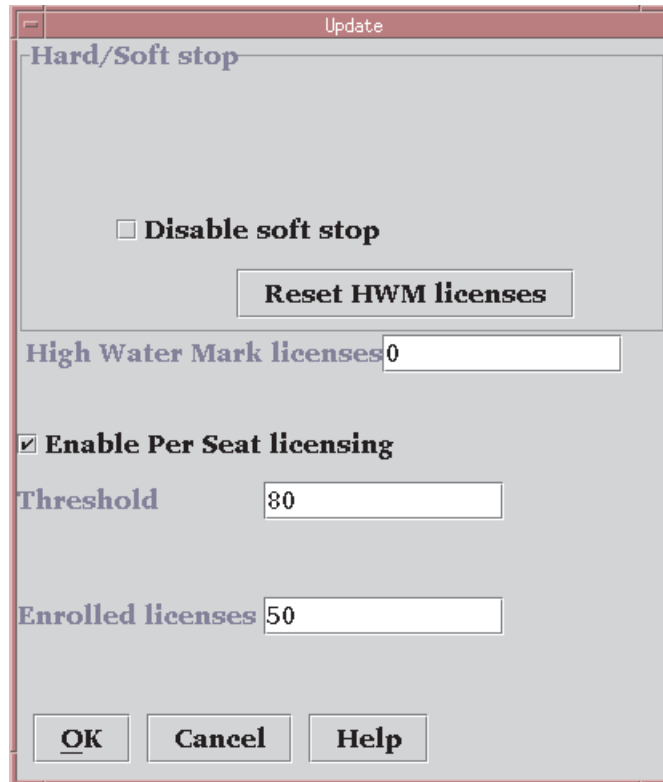 Update
Hard/Soft stop
Disable soft stop
Reset HWM licenses
High Water Mark licenses 0
Enable Per Seat licensing
Threshold 80
Enrolled licenses 50
OK Cancel Help